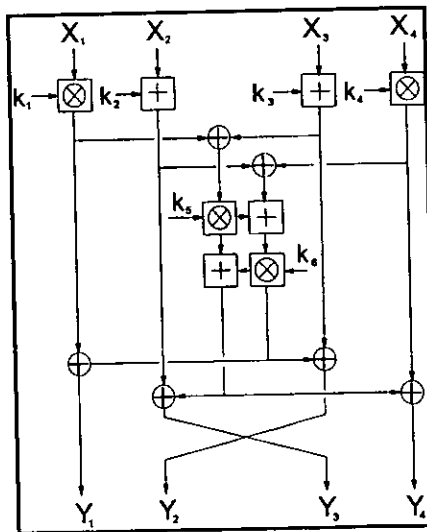 X₁ X₂ X₃ X₄
k₁ k₂ k₃ k₄
k₅
k₆
Y₁ Y₂ Y₃ Y₄